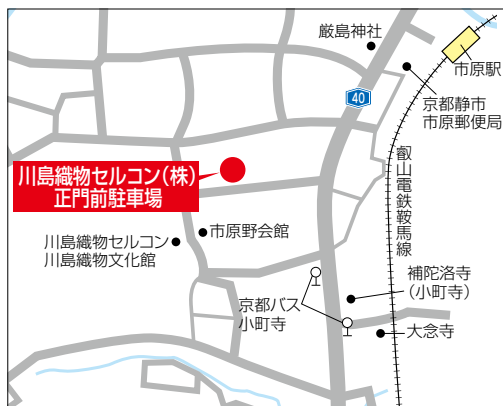 厳島神社
市原駅
40
京都静市
市原郵便局
叡山電鉄鞍馬線
川島織物セルコン(株)
正門前駐車場
市原野会館
川島織物セルコン
川島織物文化館
補陀洛寺
(小町寺)
京都バス
小町寺
大念寺